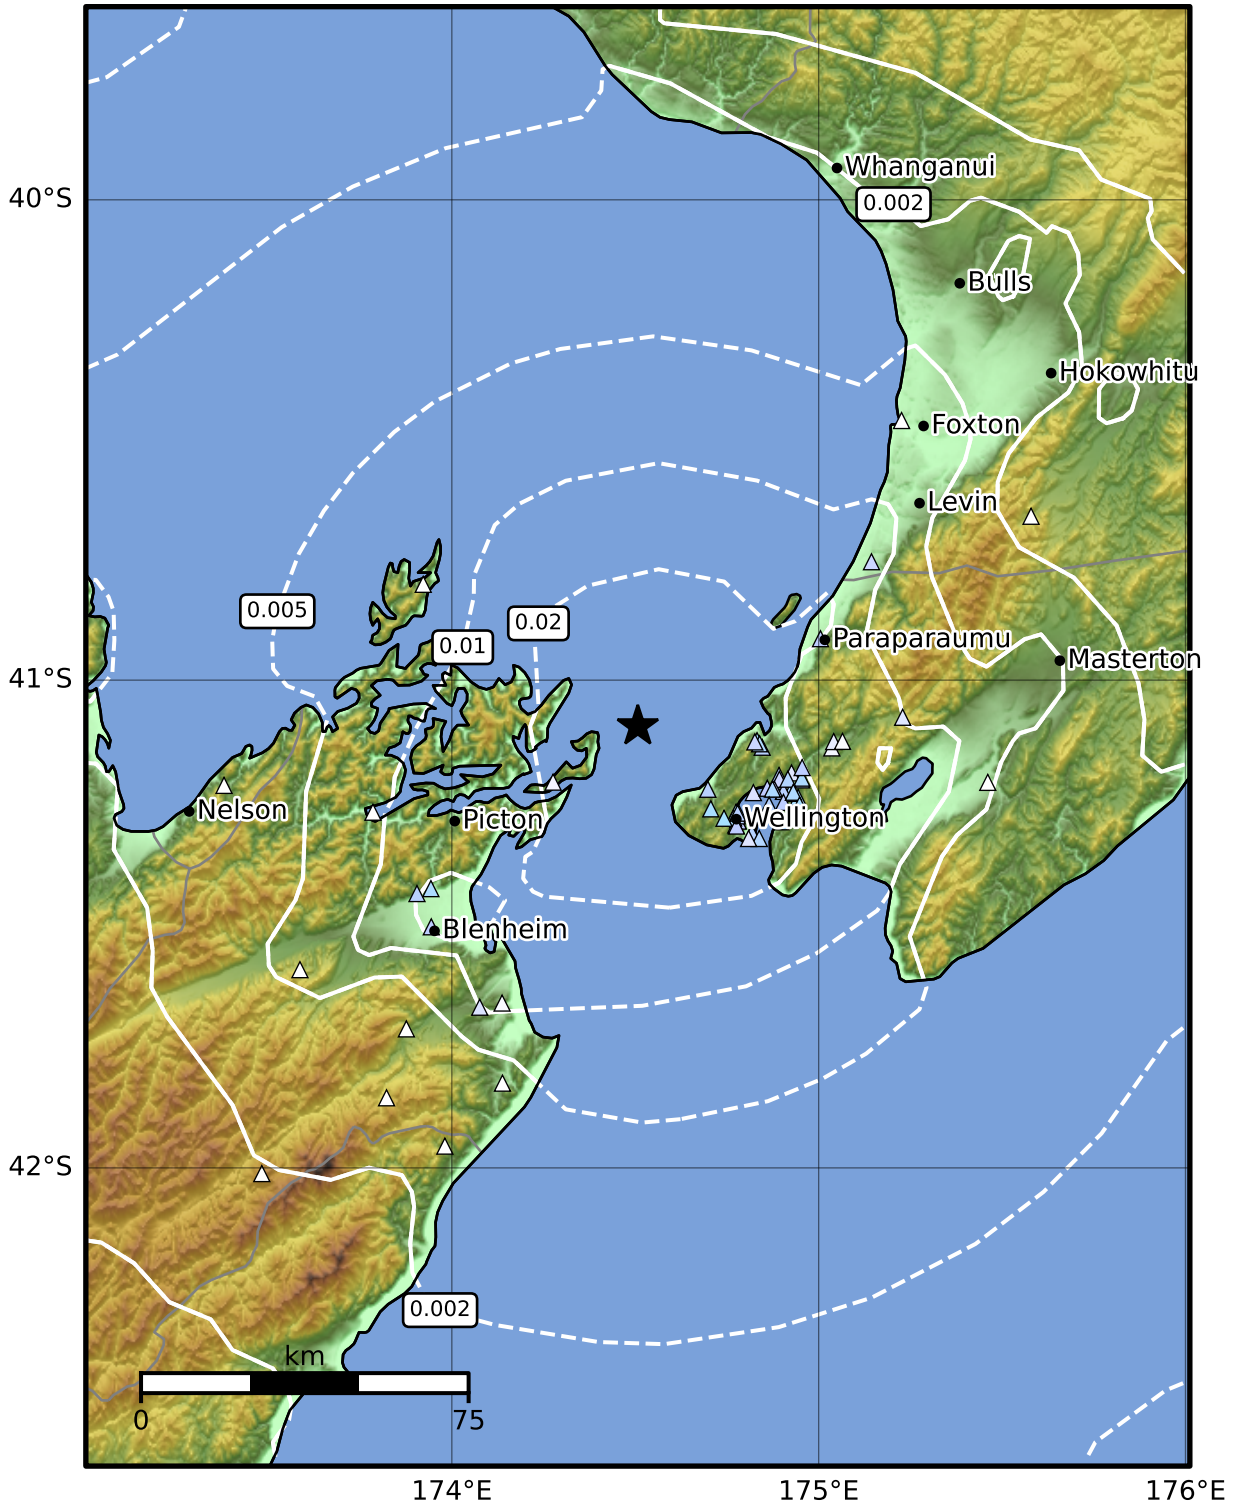 Whanganui
40°S
0.002
Bulls
Hokowhitu
Foxton
Levin
0.005
0.02
0.01
Paraparaumu
Masterton
41°S
Nelson
Picton
Wellington
Blenheim
42°S
0.002
km
0
75
174°E
175°E
176°E